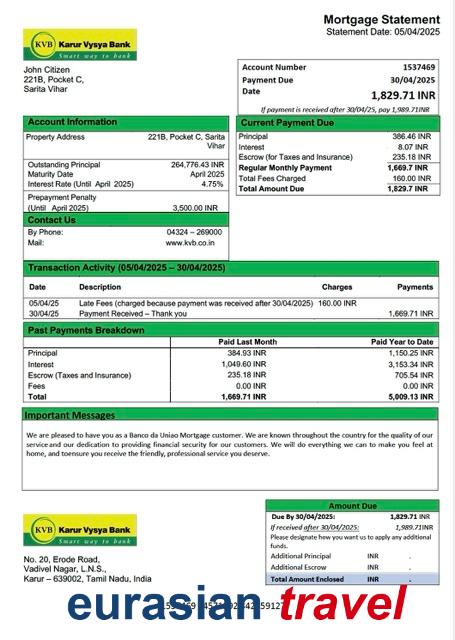 Mortgage Statement
Statement Date: 05/04/2025
KVB Karur Vysya Bank
Smart way to bank
John Citizen
221B, Pocket C,
Sarita Vihar
Account Number 1537469
Payment Due 30/04/2025
Date
1,829.71 INR
If payment is received after 30/04/25, pay 1,989.71INR
Account Information
Property Address 221B, Pocket C, Sarita
Vihar
Outstanding Principal 264,776.43 INR
Maturity Date April 2025
Interest Rate (Until April 2025) 4.75%
Prepayment Penalty
(Until April 2025) 3,500.00 INR
Current Payment Due
Principal 386.46 INR
Interest 8.07 INR
Escrow (for Taxes and Insurance) 235.18 INR
Regular Monthly Payment 1,669.7 INR
Total Fees Charged 160.00 INR
Total Amount Due 1,829.7 INR
Contact Us
By Phone: 04324 – 269000
Mail: www.kvb.co.in
Transaction Activity (05/04/2025 – 30/04/2025)
Date Description Charges Payments
05/04/25 Late Fees (charged because payment was received after 30/04/2025) 160.00 INR
30/04/25 Payment Received – Thank you 1,669.71 INR
Past Payments Breakdown
Paid Last Month Paid Year to Date
Principal 384.93 INR 1,150.25 INR
Interest 1,049.60 INR 3,153.34 INR
Escrow (Taxes and Insurance) 235.18 INR 705.54 INR
Fees 0.00 INR 0.00 INR
Total 1,669.71 INR 5,009.13 INR
Important Messages
We are pleased to have you as a Banco da Uniao Mortgage customer. We are known throughout the country for the quality of our
service and our dedication to providing financial security for our customers. We will do everything we can to make you feel at
home, and toensure you receive the friendly, professional service you deserve.
KVB Karur Vysya Bank
Smart way to bank
No. 20, Erode Road,
Vadivel Nagar, L.N.S.,
Karur – 639002, Tamil Nadu, India
Amount Due
Due By 30/04/2025: 1,829.71 INR
If received after 30/04/2025: 1,989.71INR
Please designate how you want us to apply any additional
funds.
Additional Principal INR .
Additional Escrow INR .
Total Amount Enclosed INR .
eurasian travel